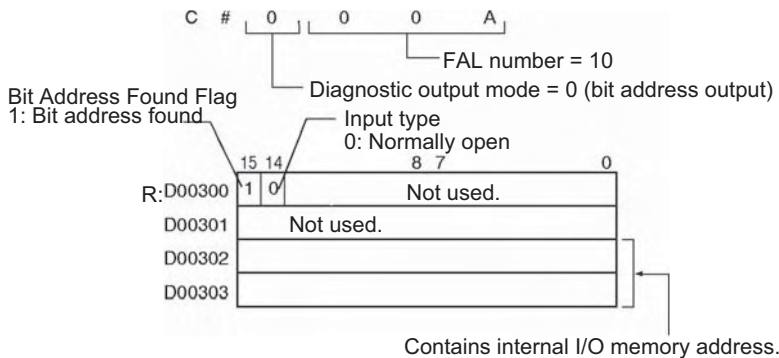 C # 0 0 0 A
FAL number = 10
Diagnostic output mode = 0 (bit address output)
Bit Address Found Flag
1: Bit address found
Input type
0: Normally open
15 14 8 7 0
R: D00300 1 0 Not used.
D00301 Not used.
D00302
D00303
Contains internal I/O memory address.